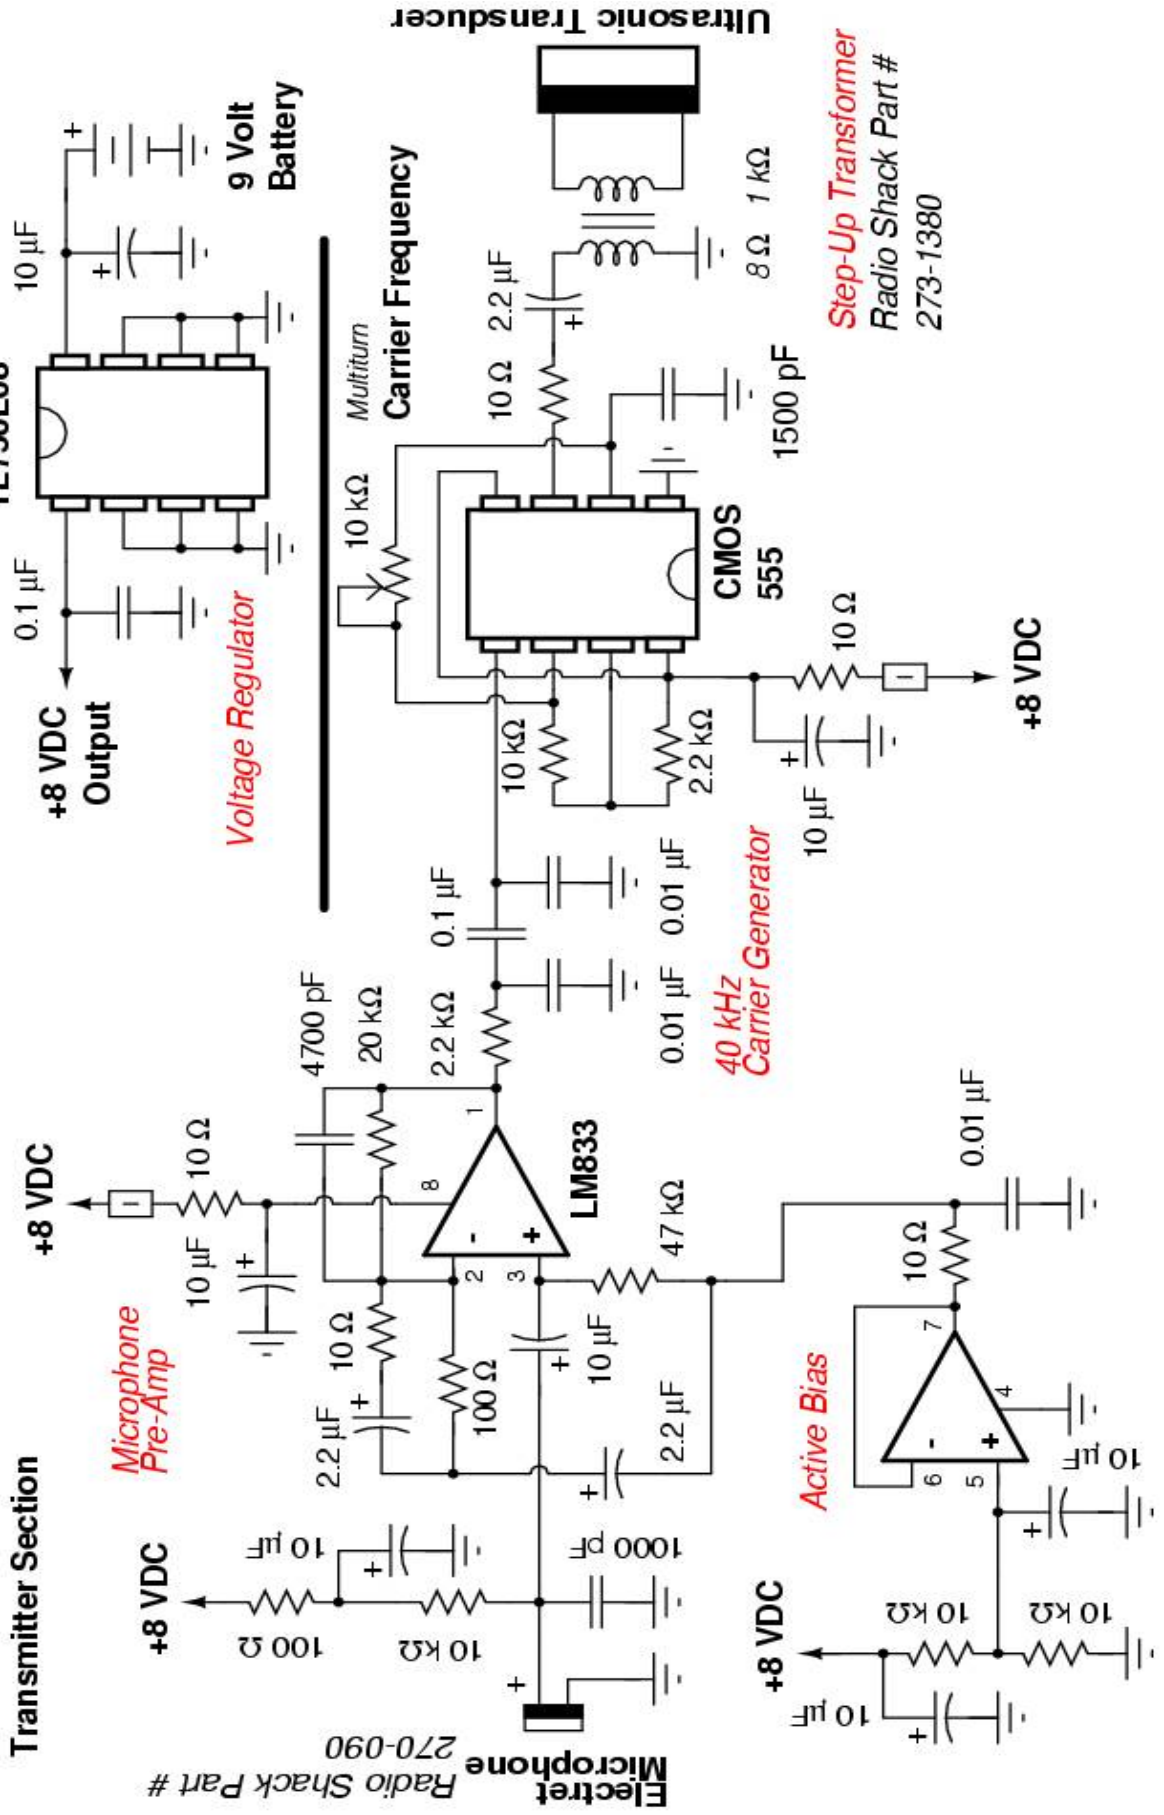 Transmitter Section
Electret
Microphone
Radio Shack Part #
270-090
+
+8 VDC
100 Ω
10 µF
+
10 kΩ
1000 pF
Microphone
Pre-Amp
+8 VDC
10 Ω
10 µF
+
2.2 µF
+
10 Ω
100 Ω
10 µF
+
2.2 µF
+
47 kΩ
4700 pF
20 kΩ
2
3
8
1
-
+
LM833
2.2 kΩ
0.1 µF
0.01 µF
0.01 µF
40 kHz
Carrier Generator
10 kΩ
2.2 kΩ
10 µF
+
10 Ω
+8 VDC
CMOS
555
1500 pF
10 kΩ
Multiturn
Carrier Frequency
10 Ω
2.2 µF
+
8 Ω
1 kΩ
Ultrasonic Transducer
Step-Up Transformer
Radio Shack Part #
273-1380
+8 VDC
Output
0.1 µF
Voltage Regulator
10 µF
+
+
9 Volt
Battery
Active Bias
+8 VDC
10 µF
+
10 kΩ
10 kΩ
10 µF
+
6
5
-
+
4
7
10 Ω
0.01 µF